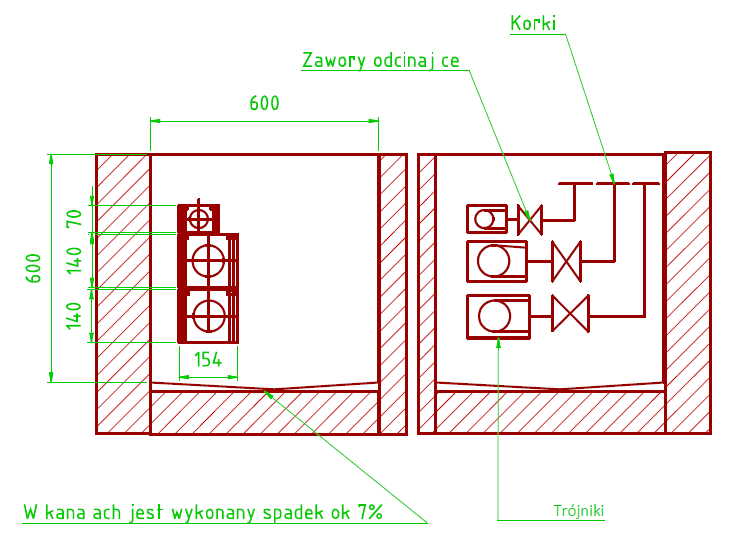 Korki
Zawory odcinaj ce
600
70
600
140
140
154
W kana ach jest wykonany spadek ok 7%
Trójniki